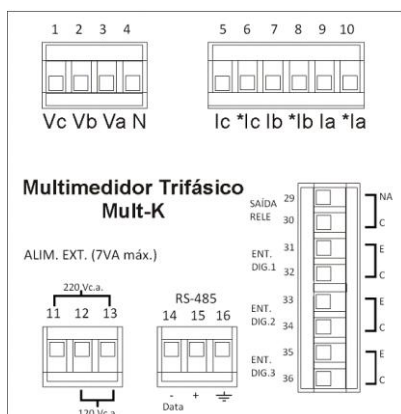 1 2 3 4
5 6 7 8 9 10
Vc Vb Va N
Ic *Ic Ib *Ib Ia *Ia
Multimedidor Trifásico
Mult-K
ALIM. EXT. (7VA máx.)
220 Vc.a.
11 12 13
120 Vc.a.
RS-485
14 15 16
- +
Data
SAÍDA
RELE
29 NA
30 C
ENT.
DIG.1
31 E
32 C
ENT.
DIG.2
33 E
34 C
ENT.
DIG.3
35 E
36 C